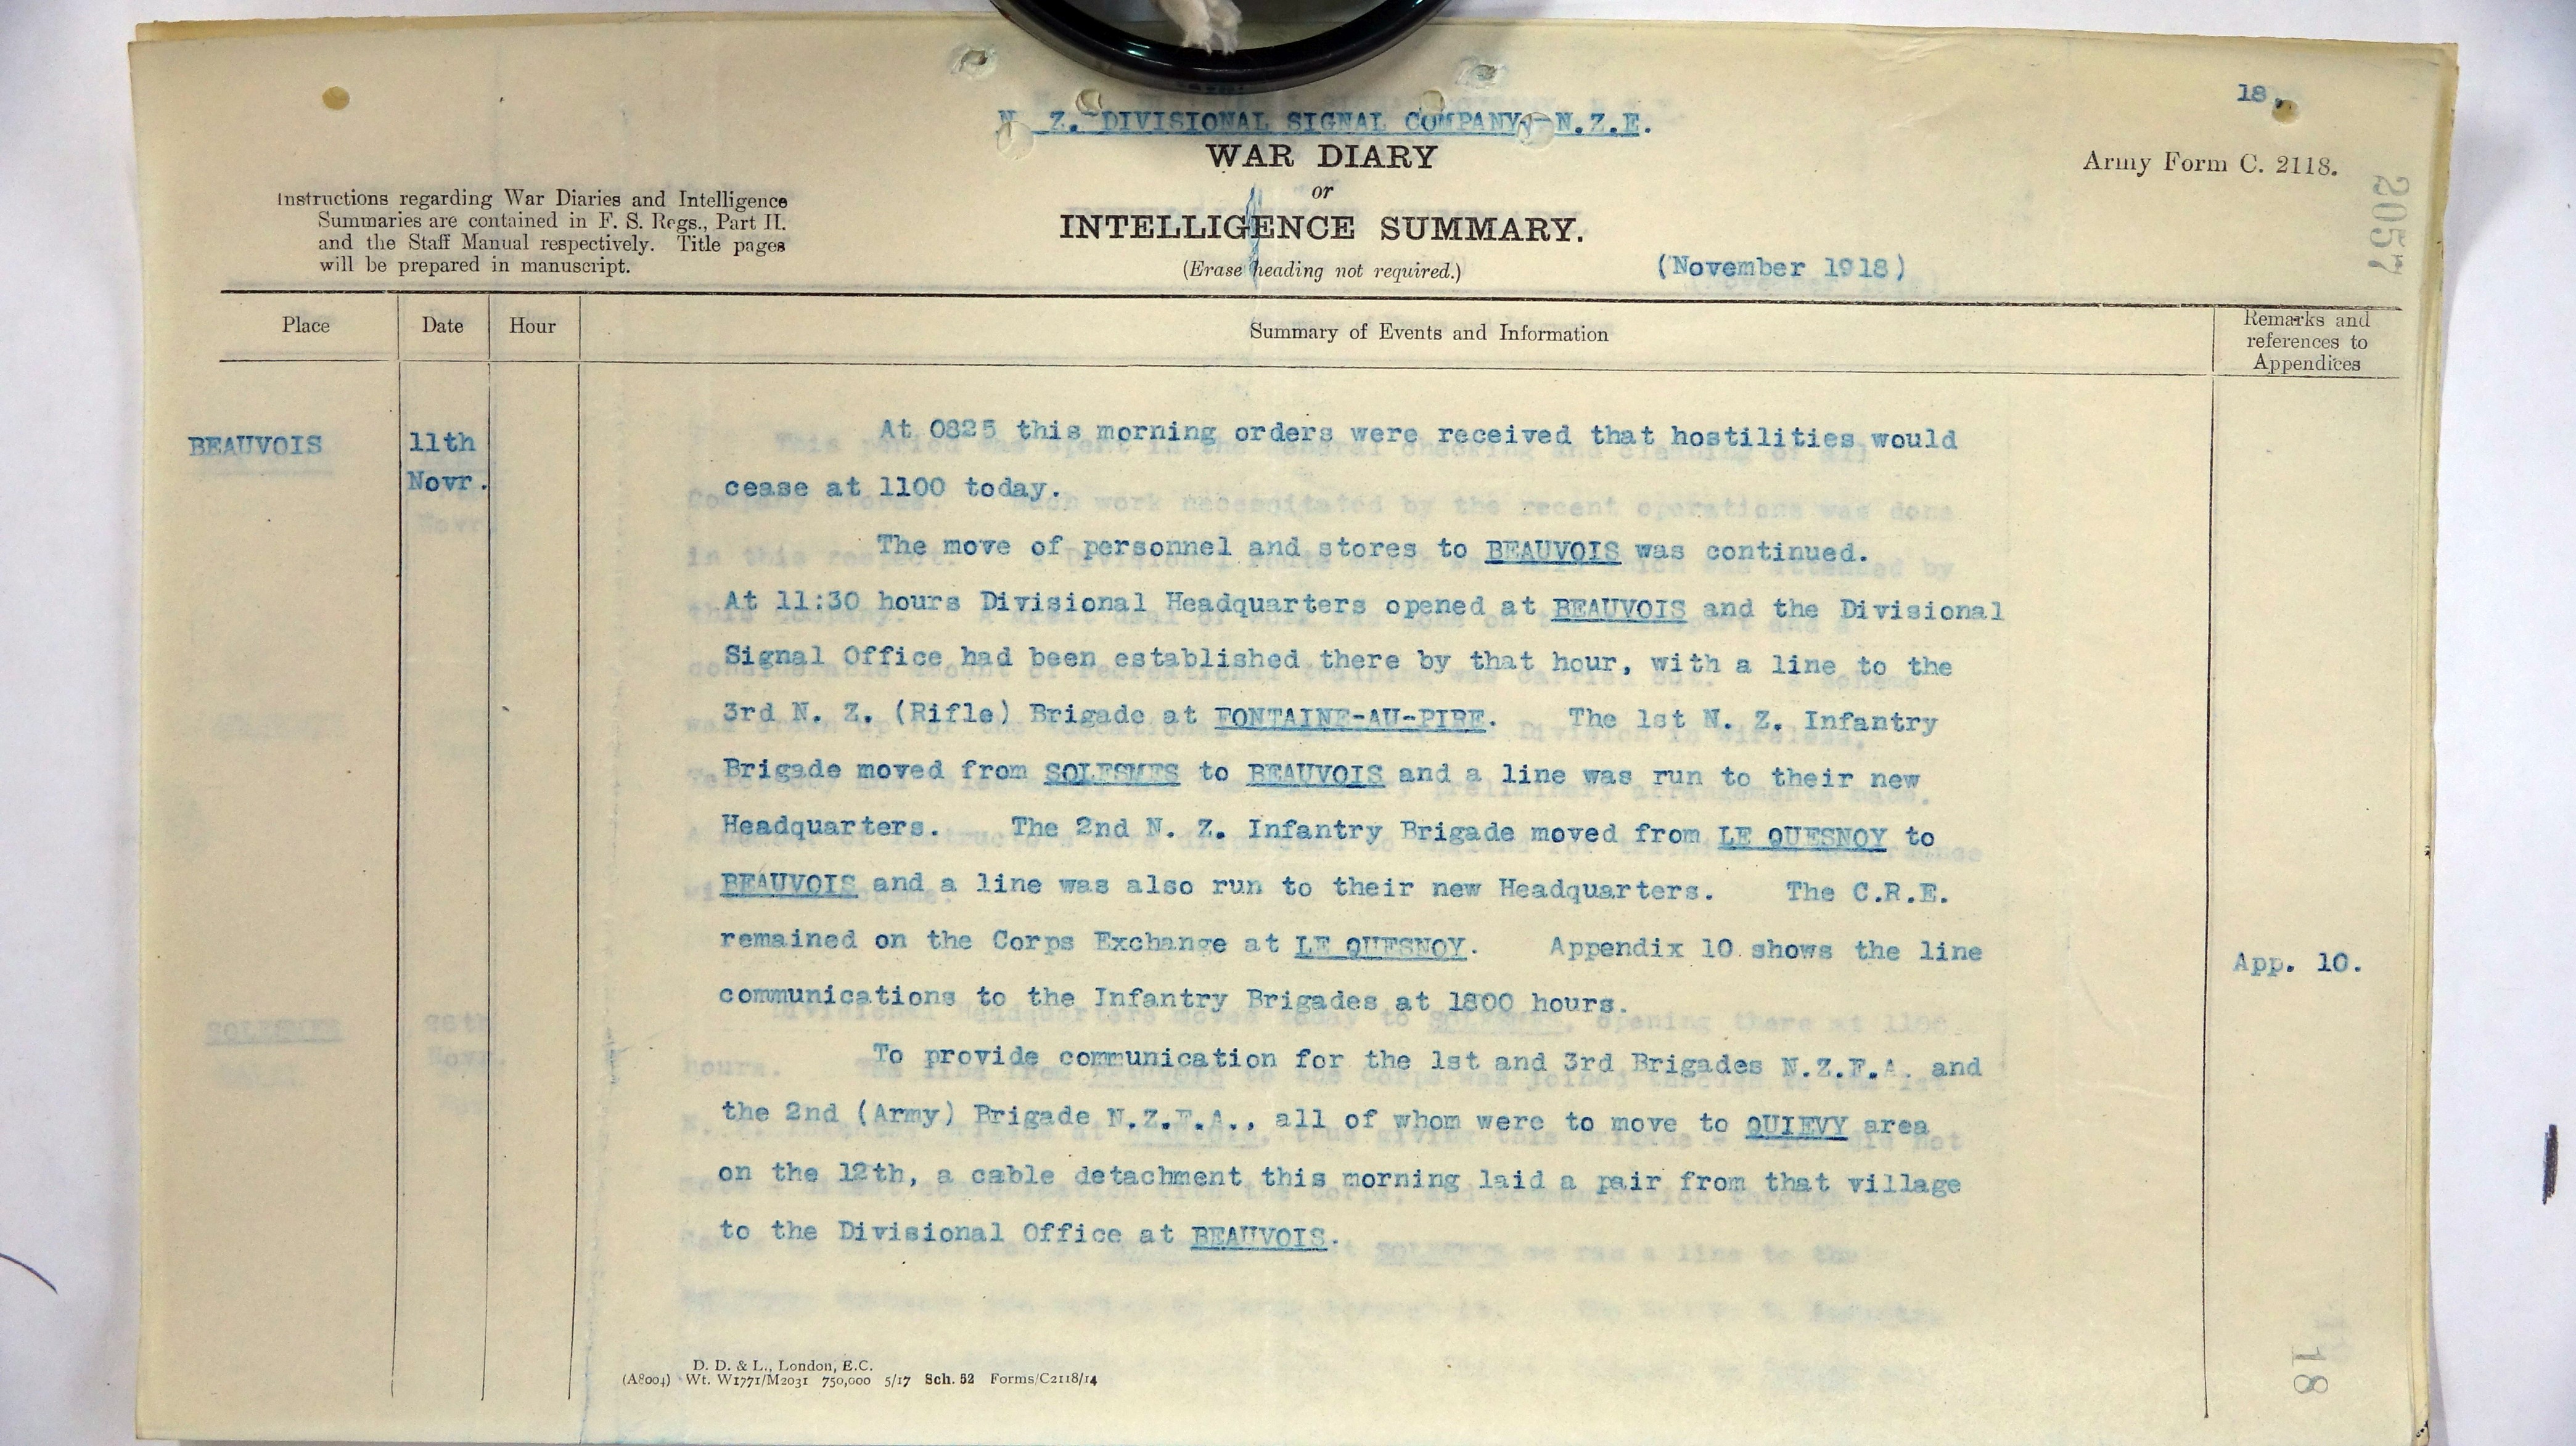 18.
N. Z. DIVISIONAL SIGNAL COMPANY, N.Z.E.
WAR DIARY
or
INTELLIGENCE SUMMARY.
(Erase heading not required.)
(November 1918)
Army Form C. 2118.
2057
Instructions regarding War Diaries and Intelligence
Summaries are contained in F. S. Regs., Part II.
and the Staff Manual respectively. Title pages
will be prepared in manuscript.
Place Date Hour Summary of Events and Information Remarks and references to Appendices
BEAUVOIS 11th
Novr.
At 0825 this morning orders were received that hostilities would
cease at 1100 today.
The move of personnel and stores to BEAUVOIS was continued.
At 11:30 hours Divisional Headquarters opened at BEAUVOIS and the Divisional
Signal Office had been established there by that hour, with a line to the
3rd N. Z. (Rifle) Brigade at FONTAINE-AU-PIRE. The 1st N. Z. Infantry
Brigade moved from SOLESMES to BEAUVOIS and a line was run to their new
Headquarters. The 2nd N. Z. Infantry Brigade moved from LE QUESNOY to
BEAUVOIS and a line was also run to their new Headquarters. The C.R.E.
remained on the Corps Exchange at LE QUESNOY. Appendix 10 shows the line
App. 10.
communications to the Infantry Brigades at 1800 hours.
To provide communication for the 1st and 3rd Brigades N.Z.F.A. and
the 2nd (Army) Brigade N.Z.F.A., all of whom were to move to QUIEVY area
on the 12th, a cable detachment this morning laid a pair from that village
to the Divisional Office at BEAUVOIS.
D. D. & L., London, E.C.
(A8004) Wt. W1771/M2031 750,000 5/17 Sch. 52 Forms/C2118/14
18